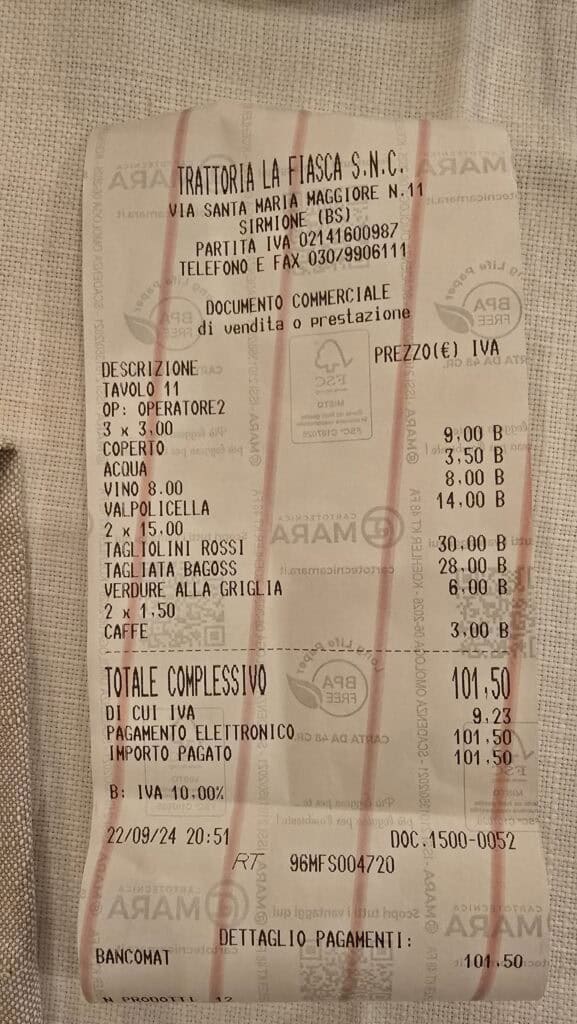 TRATTORIA LA FIASCA S.N.C.
VIA SANTA MARIA MAGGIORE N.11
SIRMIONE (BS)
PARTITA IVA 02141600987
TELEFONO E FAX 030/9906111
DOCUMENTO COMMERCIALE
di vendita o prestazione
DESCRIZIONE PREZZO(€) IVA
TAVOLO 11
OP: OPERATORE2
3 x 3,00
COPERTO 9,00 B
ACQUA 3,50 B
VINO 8.00 8,00 B
VALPOLICELLA 14,00 B
2 x 15,00
TAGLIOLINI ROSSI 30,00 B
TAGLIATA BAGOSS 28,00 B
VERDURE ALLA GRIGLIA 6,00 B
2 x 1,50
CAFFE 3,00 B
TOTALE COMPLESSIVO 101,50
DI CUI IVA 9,23
PAGAMENTO ELETTRONICO 101,50
IMPORTO PAGATO 101,50
B: IVA 10,00%
22/09/24 20:51 DOC.1500-0052
RT 96MFS004720
DETTAGLIO PAGAMENTI:
BANCOMAT 101,50
N PRODOTTI 12